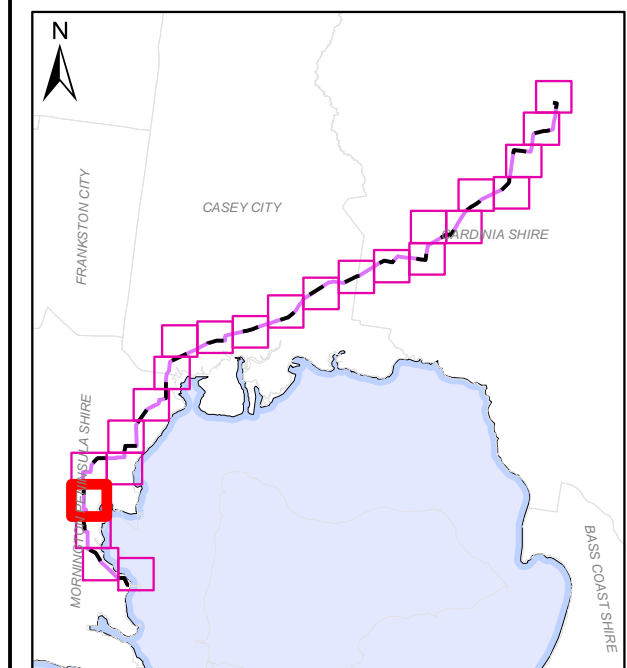 N
FRANKSTON CITY
CASEY CITY
CARDINIA SHIRE
MORNINGTON PENINSULA SHIRE
BASS COAST SHIRE